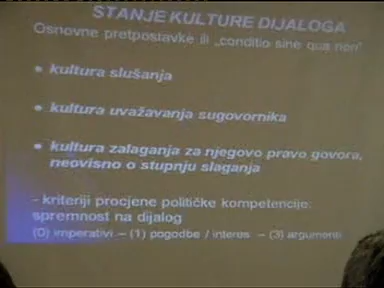 STANJE KULTURE DIJALOGA
Osnovne pretpostavke ili „conditio sine qua non"
• kultura slušanja
• kultura uvažavanja sugovornika
• kultura zalaganja za njegovo pravo govora,
neovisno o stupnju slaganja
- kriteriji procjene političke kompetencije:
spremnost na dijalog
(0) imperativi – (1) pogodbe / interes – (3) argumenti